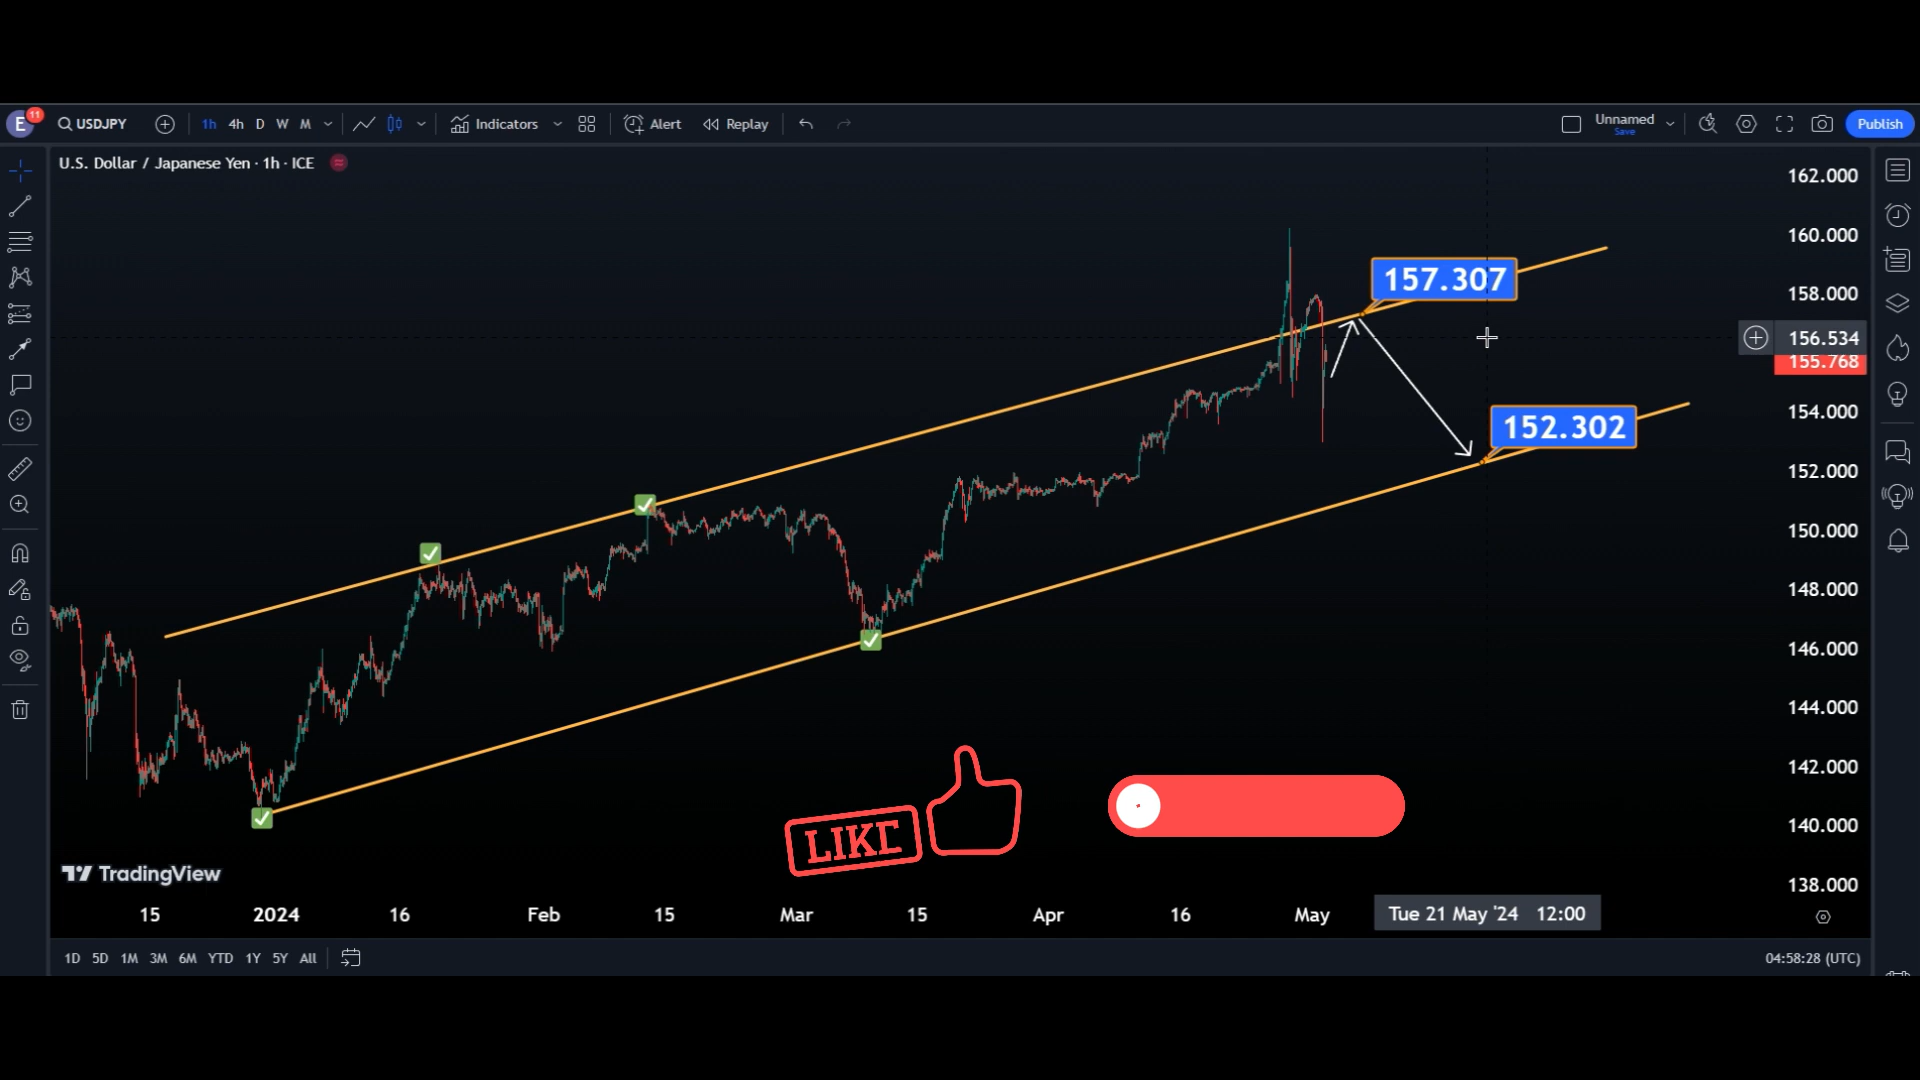 E 11 USDJPY 1h 4h D W M Indicators Alert Replay Unnamed Save Publish
U.S. Dollar / Japanese Yen · 1h · ICE
162.000
160.000
157.307
158.000
156.534
155.768
154.000
152.302
152.000
150.000
148.000
146.000
144.000
142.000
140.000
138.000
LIKE
TradingView
15 2024 16 Feb 15 Mar 15 Apr 16 May Tue 21 May '24 12:00
1D 5D 1M 3M 6M YTD 1Y 5Y All 04:58:28 (UTC)